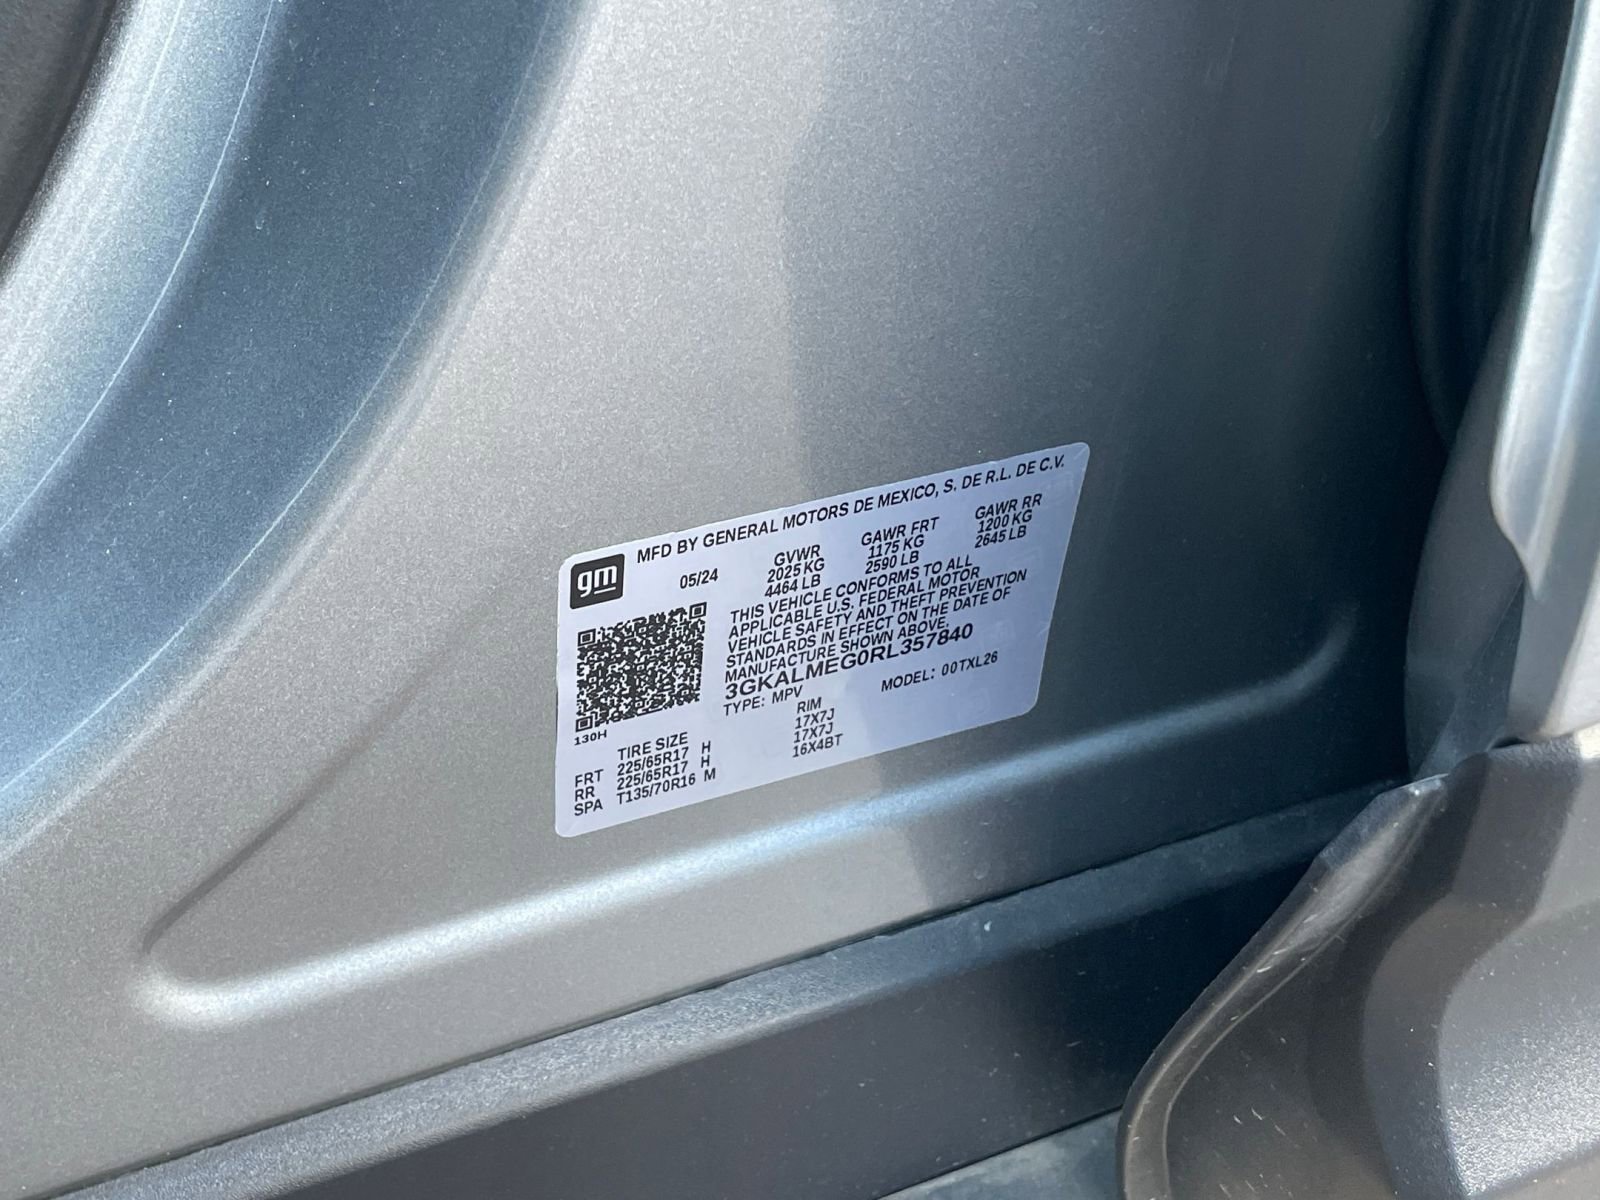 gm
MFD BY GENERAL MOTORS DE MEXICO, S. DE R.L. DE C.V.
05/24
GVWR GAWR FRT GAWR RR
2025 KG 1175 KG 1200 KG
4464 LB 2590 LB 2645 LB
THIS VEHICLE CONFORMS TO ALL
APPLICABLE U.S. FEDERAL MOTOR
VEHICLE SAFETY AND THEFT PREVENTION
STANDARDS IN EFFECT ON THE DATE OF
MANUFACTURE SHOWN ABOVE.
3GKALMEG0RL357840
TYPE: MPV MODEL: 00TXL26
130H
TIRE SIZE RIM
FRT 225/65R17 H 17X7J
RR 225/65R17 H 17X7J
SPA T135/70R16 M 16X4BT